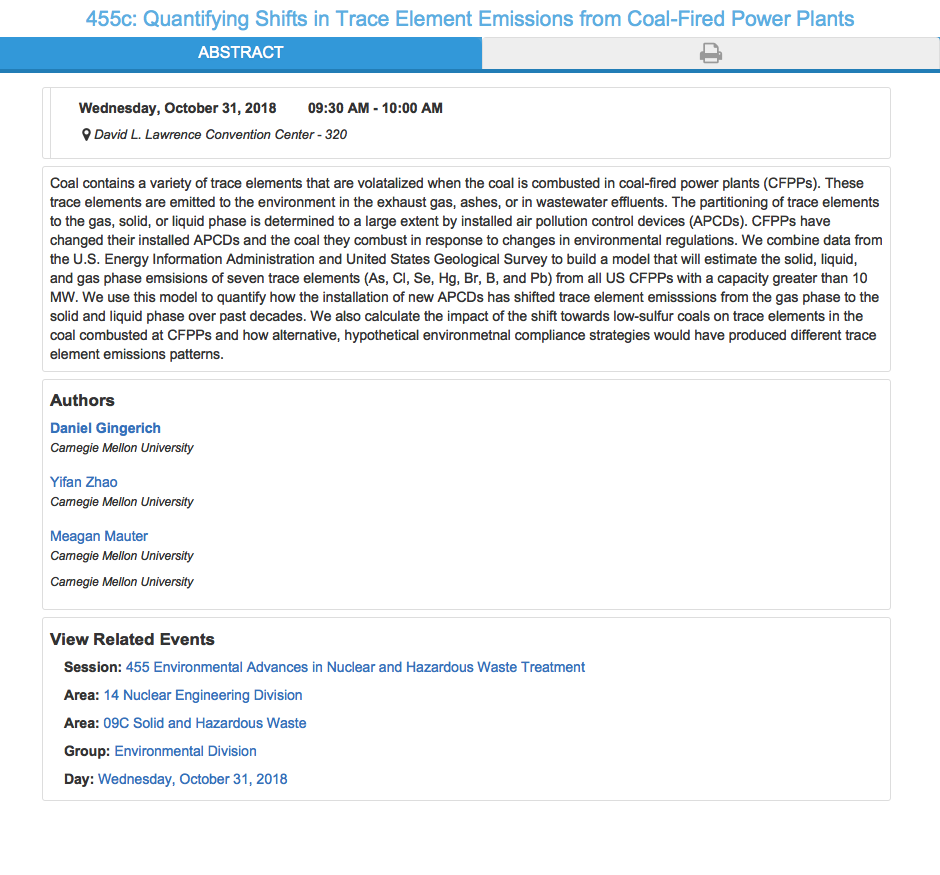 455c: Quantifying Shifts in Trace Element Emissions from Coal-Fired Power Plants
ABSTRACT
Wednesday, October 31, 2018 09:30 AM - 10:00 AM
David L. Lawrence Convention Center - 320
Coal contains a variety of trace elements that are volatalized when the coal is combusted in coal-fired power plants (CFPPs). These
trace elements are emitted to the environment in the exhaust gas, ashes, or in wastewater effluents. The partitioning of trace elements
to the gas, solid, or liquid phase is determined to a large extent by installed air pollution control devices (APCDs). CFPPs have
changed their installed APCDs and the coal they combust in response to changes in environmental regulations. We combine data from
the U.S. Energy Information Administration and United States Geological Survey to build a model that will estimate the solid, liquid,
and gas phase emsisions of seven trace elements (As, Cl, Se, Hg, Br, B, and Pb) from all US CFPPs with a capacity greater than 10
MW. We use this model to quantify how the installation of new APCDs has shifted trace element emisssions from the gas phase to the
solid and liquid phase over past decades. We also calculate the impact of the shift towards low-sulfur coals on trace elements in the
coal combusted at CFPPs and how alternative, hypothetical environmetnal compliance strategies would have produced different trace
element emissions patterns.
Authors
Daniel Gingerich
Carnegie Mellon University
Yifan Zhao
Carnegie Mellon University
Meagan Mauter
Carnegie Mellon University
Carnegie Mellon University
View Related Events
Session: 455 Environmental Advances in Nuclear and Hazardous Waste Treatment
Area: 14 Nuclear Engineering Division
Area: 09C Solid and Hazardous Waste
Group: Environmental Division
Day: Wednesday, October 31, 2018